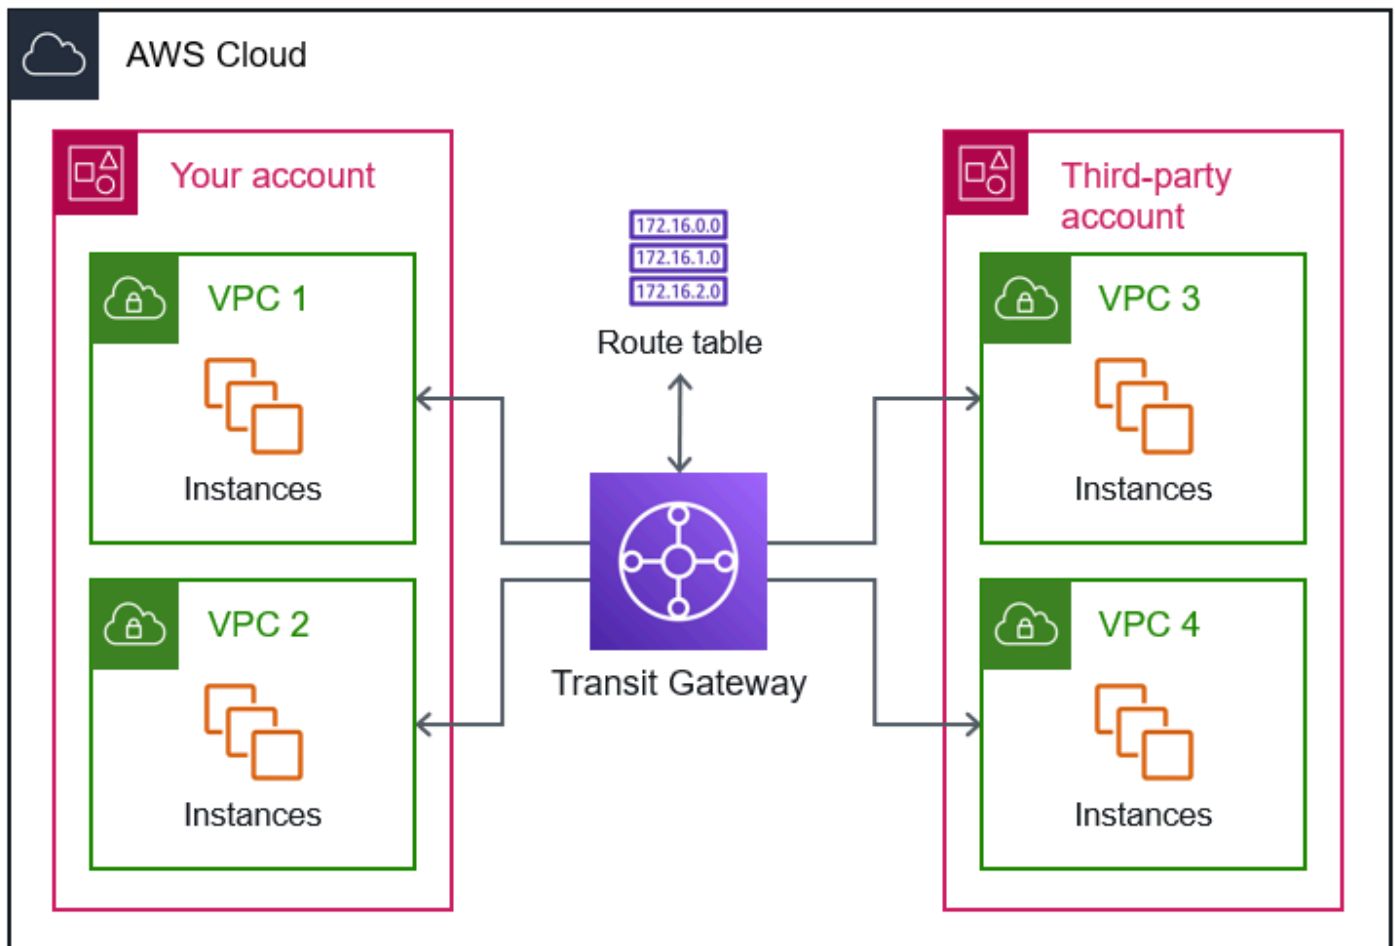 AWS Cloud
Your account
Third-party
account
172.16.0.0
172.16.1.0
172.16.2.0
Route table
VPC 1
Instances
VPC 3
Instances
Transit Gateway
VPC 2
Instances
VPC 4
Instances